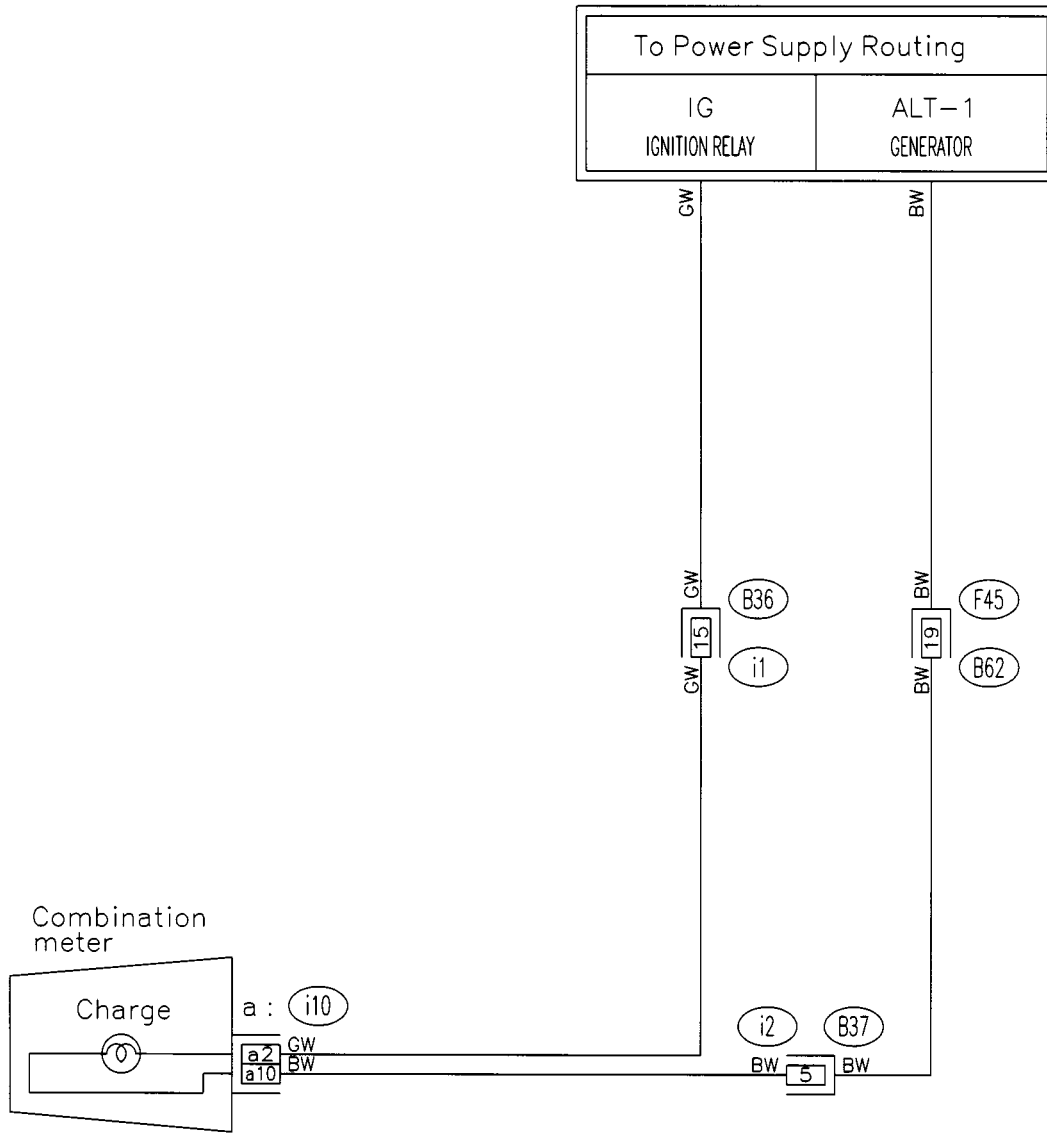 To Power Supply Routing
IG
IGNITION RELAY
ALT-1
GENERATOR
GW
BW
GW
B36
15
GW
i1
BW
F45
19
BW
B62
Combination
meter
Charge
a : i10
a2 GW
a10 BW
i2 B37
BW 5 BW